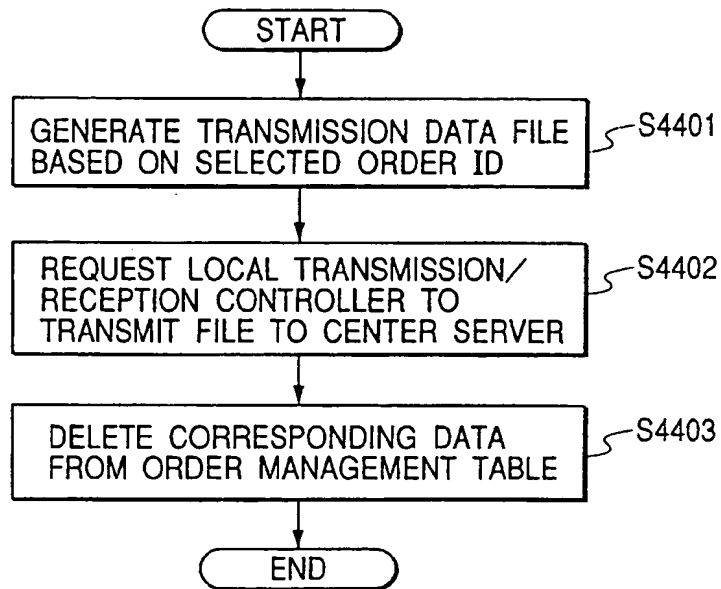 START
GENERATE TRANSMISSION DATA FILE
BASED ON SELECTED ORDER ID
S4401
REQUEST LOCAL TRANSMISSION/
RECEPTION CONTROLLER TO
TRANSMIT FILE TO CENTER SERVER
S4402
DELETE CORRESPONDING DATA
FROM ORDER MANAGEMENT TABLE
S4403
END